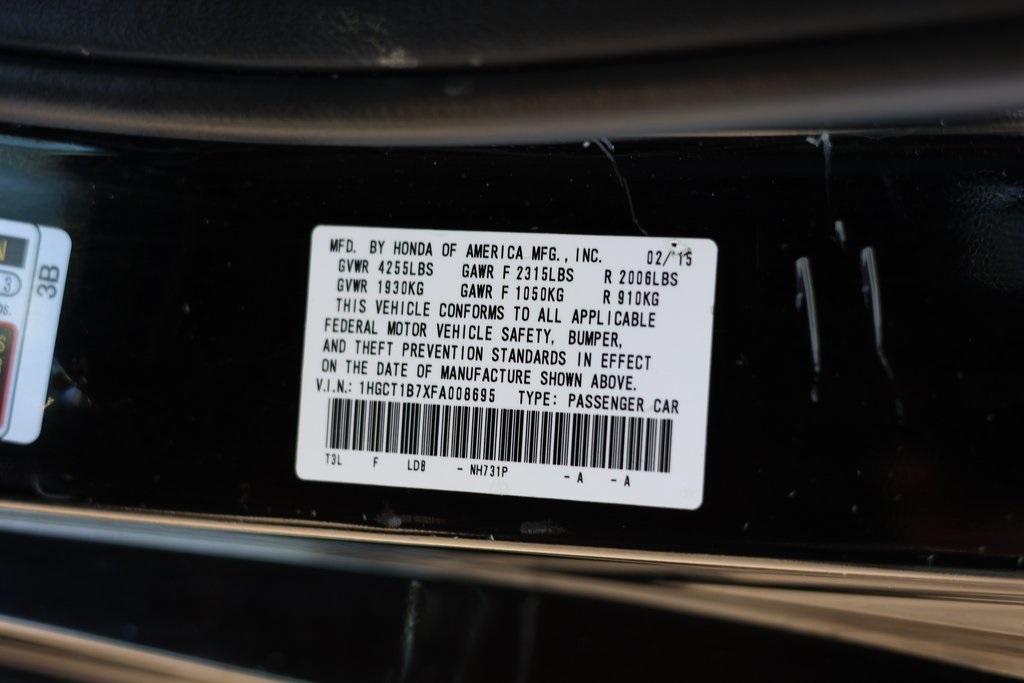 MFD. BY HONDA OF AMERICA MFG., INC. 02/'15
GVWR 4255LBS GAWR F 2315LBS R 2006LBS
GVWR 1930KG GAWR F 1050KG R 910KG
THIS VEHICLE CONFORMS TO ALL APPLICABLE
FEDERAL MOTOR VEHICLE SAFETY, BUMPER,
AND THEFT PREVENTION STANDARDS IN EFFECT
ON THE DATE OF MANUFACTURE SHOWN ABOVE.
V.I.N.: 1HGCT1B7XFA008695 TYPE: PASSENGER CAR
T3L F LD8 - NH731P - A - A
3B
3